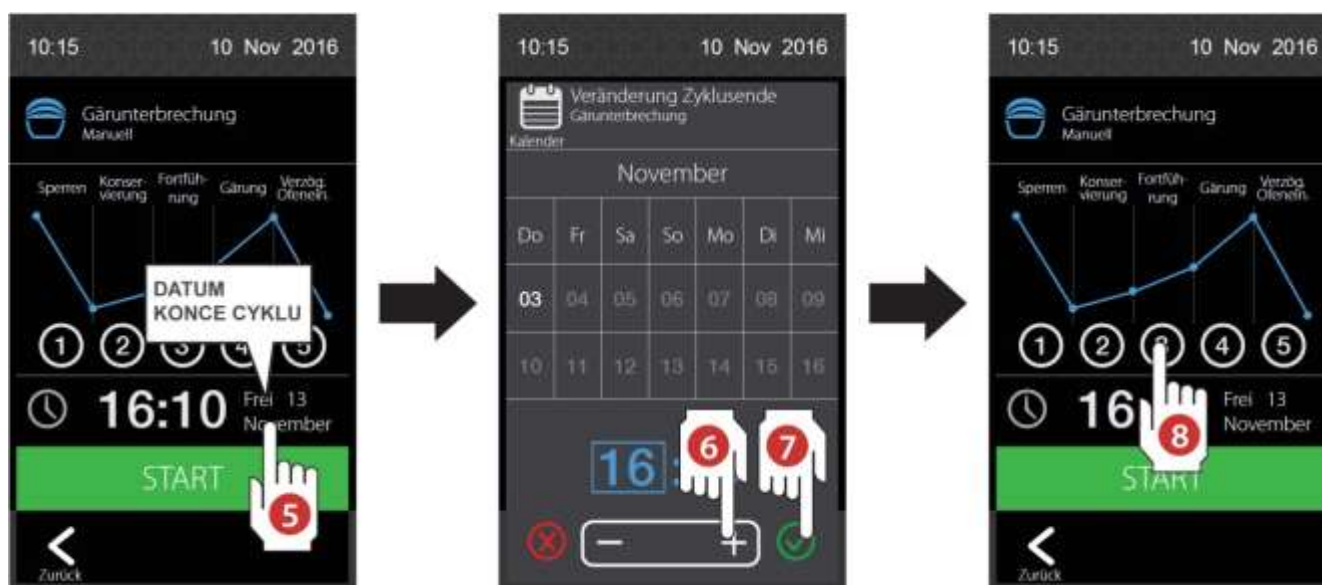 10:15 10 Nov 2016
Gärunterbrechung
Manuell
Sperren Konser- vierung Fortfüh- rung Gärung Verzög. Ofenein.
DATUM
KONCE CYKLU
1 2 3 4 5
16:10 Frei 13
November
START
5
Zurück
10:15 10 Nov 2016
Veränderung Zyklusende
Gärunterbrechung
Kalender
November
Do Fr Sa So Mo Di Mi
03 04 05 06 07 08 09
10 11 12 13 14 15 16
16 :
6 7
- +
10:15 10 Nov 2016
Gärunterbrechung
Manuell
Sperren Konser- vierung Fortfüh- rung Gärung Verzög. Ofenein.
1 2 3 4 5
16 Frei 13
November
8
START
Zurück